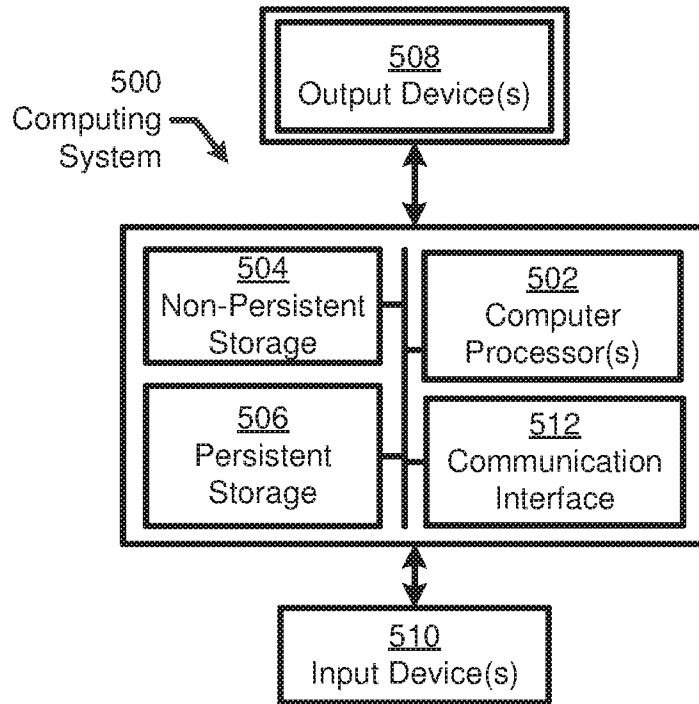 508
Output Device(s)
500
Computing
System
504
Non-Persistent
Storage
502
Computer
Processor(s)
506
Persistent
Storage
512
Communication
Interface
510
Input Device(s)